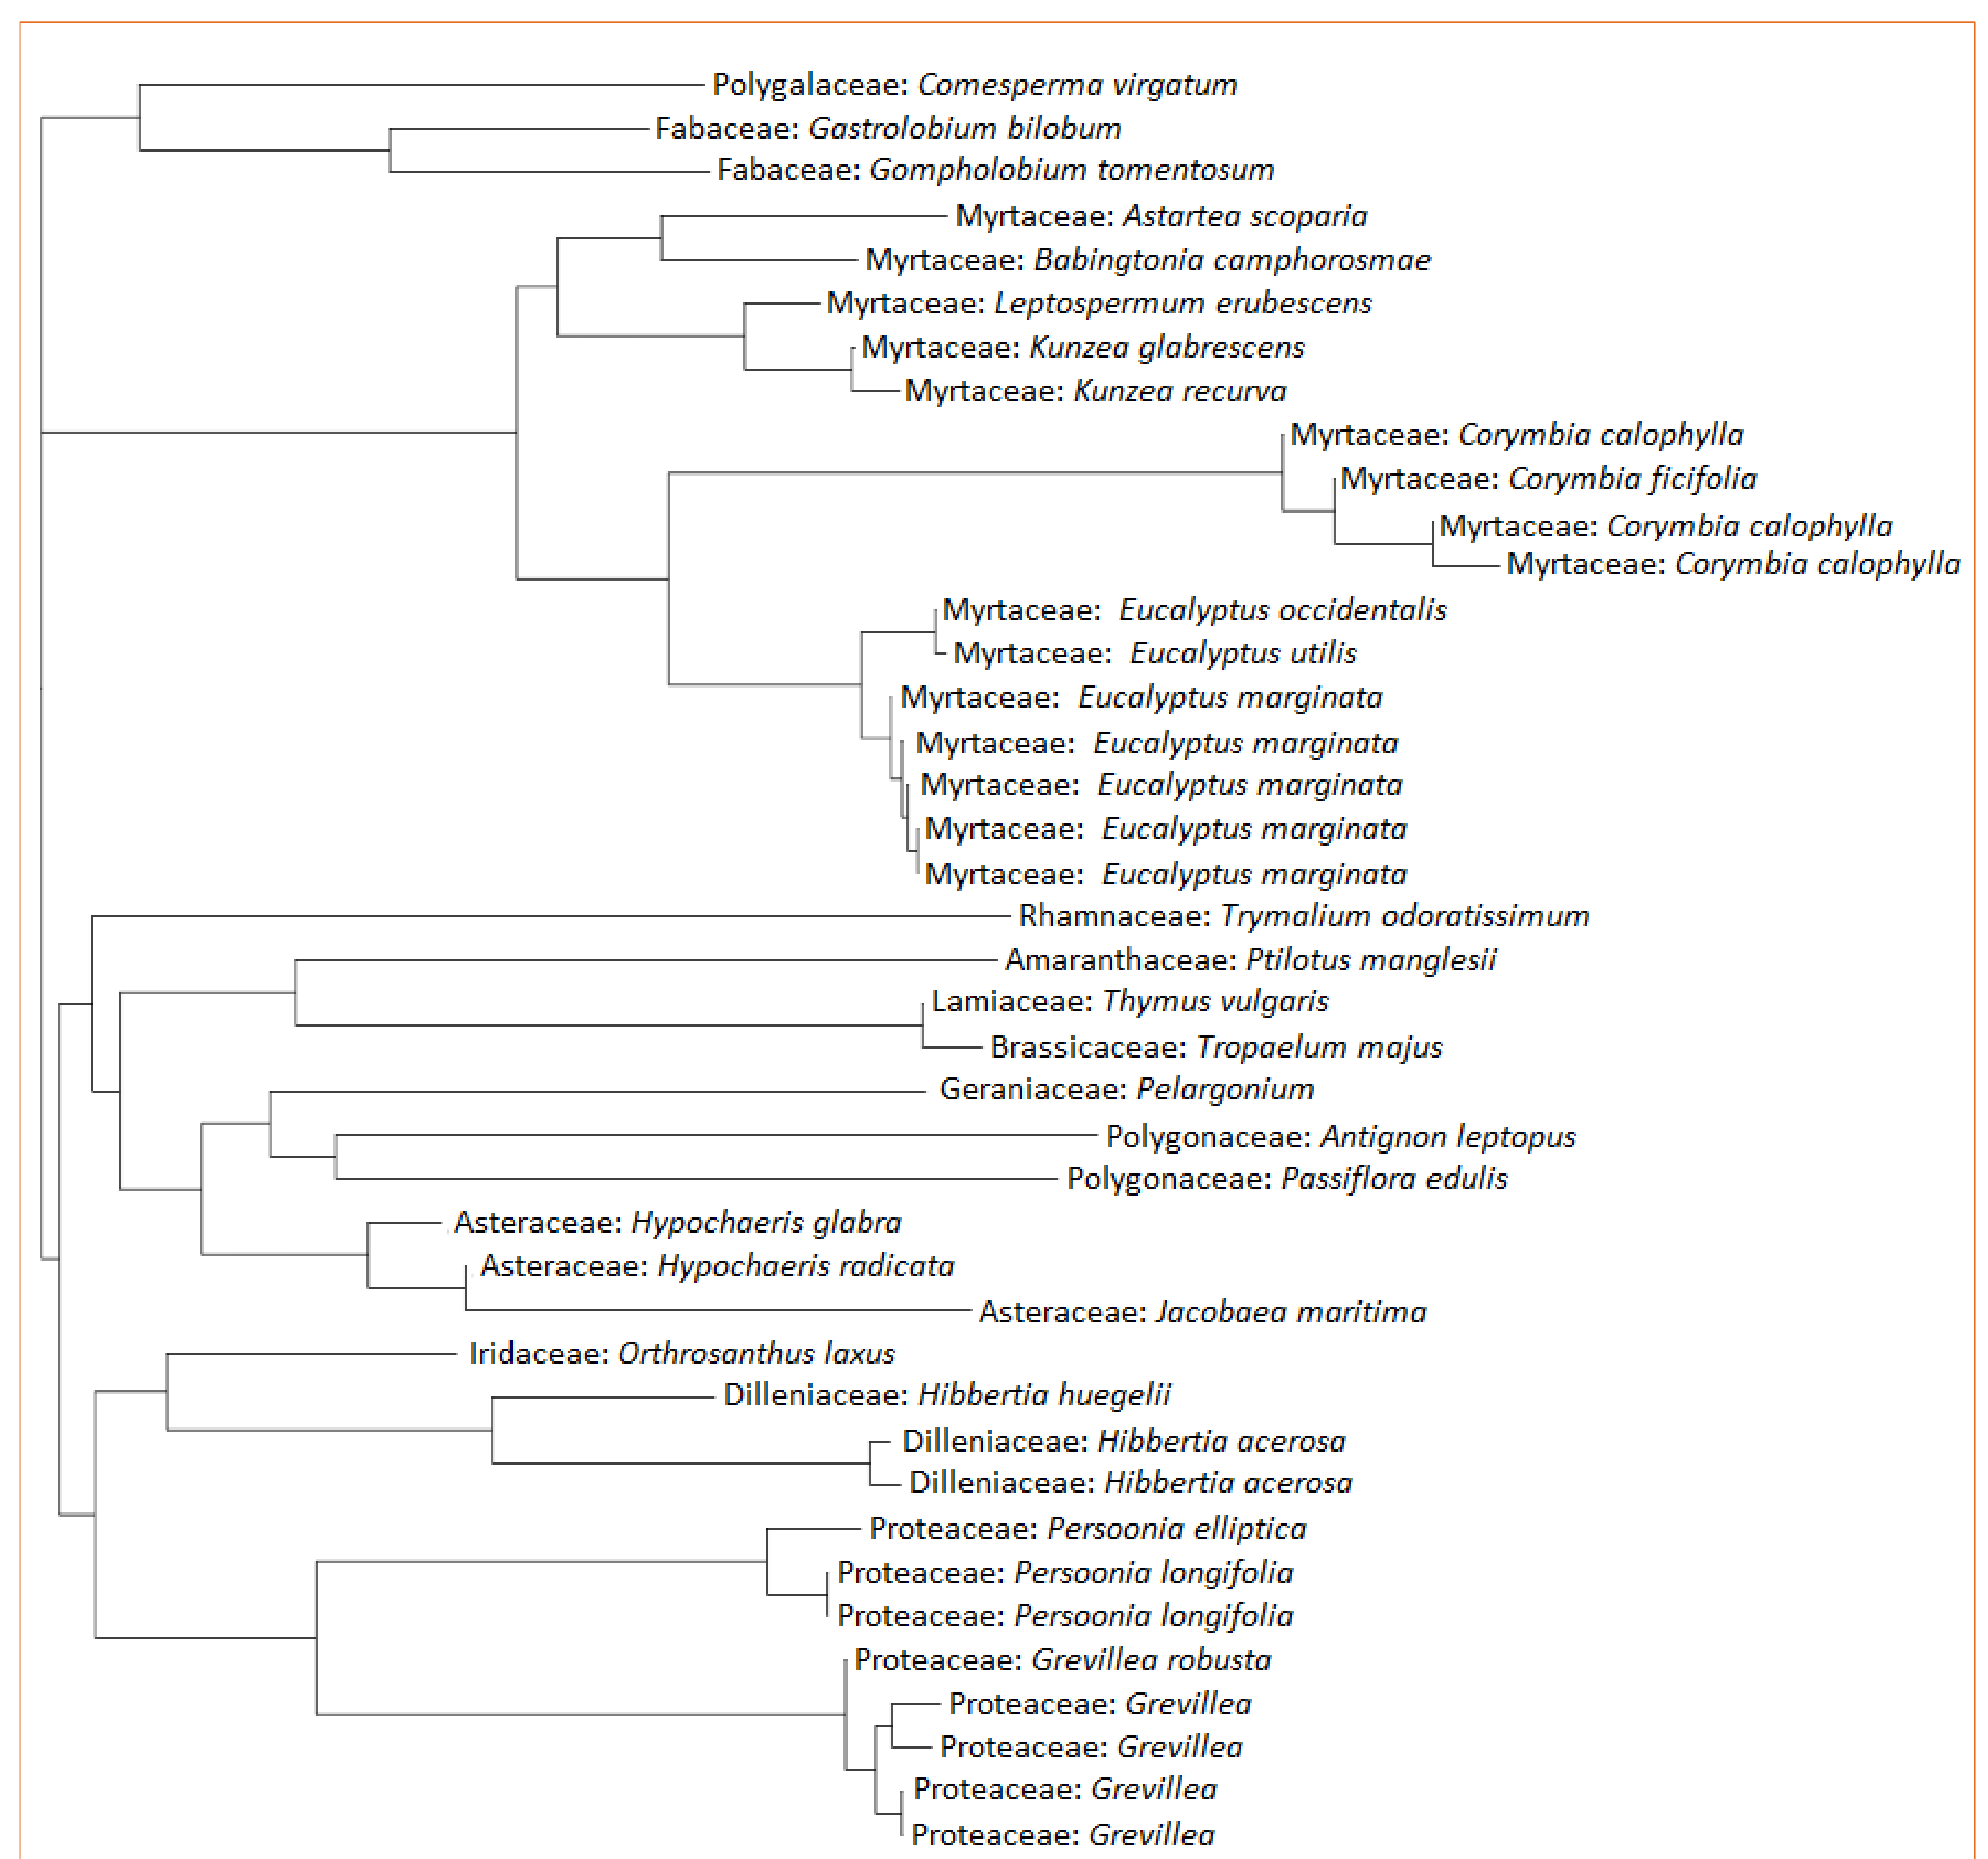 Polygalaceae: Comesperma virgatum
Fabaceae: Gastrolobium bilobum
Fabaceae: Gompholobium tomentosum
Myrtaceae: Astartea scoparia
Myrtaceae: Babingtonia camphorosmae
Myrtaceae: Leptospermum erubescens
Myrtaceae: Kunzea glabrescens
Myrtaceae: Kunzea recurva
Myrtaceae: Corymbia calophylla
Myrtaceae: Corymbia ficifolia
Myrtaceae: Corymbia calophylla
Myrtaceae: Corymbia calophylla
Myrtaceae: Eucalyptus occidentalis
Myrtaceae: Eucalyptus utilis
Myrtaceae: Eucalyptus marginata
Myrtaceae: Eucalyptus marginata
Myrtaceae: Eucalyptus marginata
Myrtaceae: Eucalyptus marginata
Myrtaceae: Eucalyptus marginata
Rhamnaceae: Trymalium odoratissimum
Amaranthaceae: Ptilotus manglesii
Lamiaceae: Thymus vulgaris
Brassicaceae: Tropaelum majus
Geraniaceae: Pelargonium
Polygonaceae: Antignon leptopus
Polygonaceae: Passiflora edulis
Asteraceae: Hypochaeris glabra
Asteraceae: Hypochaeris radicata
Asteraceae: Jacobaea maritima
Iridaceae: Orthrosanthus laxus
Dilleniaceae: Hibbertia huegelii
Dilleniaceae: Hibbertia acerosa
Dilleniaceae: Hibbertia acerosa
Proteaceae: Persoonia elliptica
Proteaceae: Persoonia longifolia
Proteaceae: Persoonia longifolia
Proteaceae: Grevillea robusta
Proteaceae: Grevillea
Proteaceae: Grevillea
Proteaceae: Grevillea
Proteaceae: Grevillea